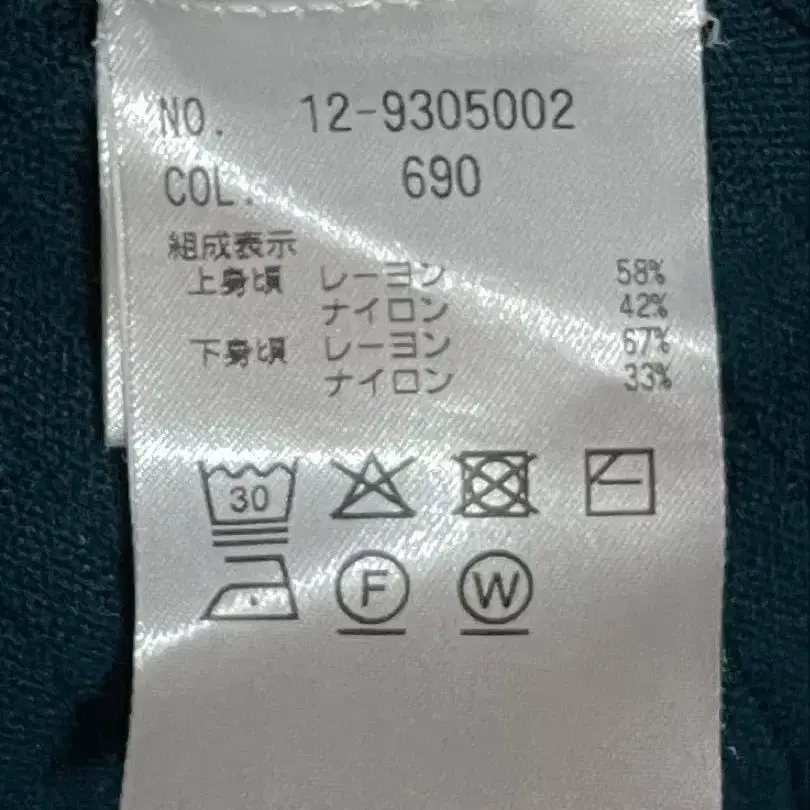 NO. 12-9305002
COL. 690
組成表示
上身頃 レーヨン 58%
ナイロン 42%
下身頃 レーヨン 67%
ナイロン 33%
30
F W